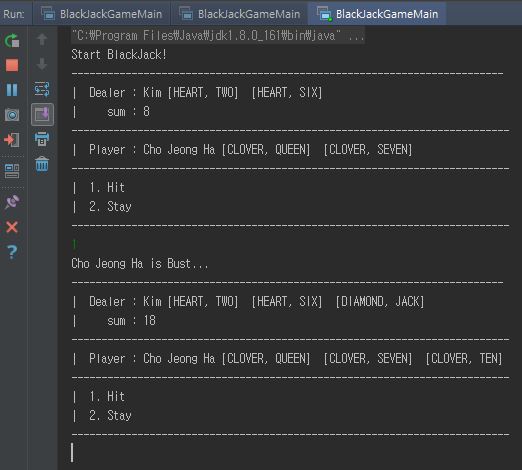 Run: BlackJackGameMain BlackJackGameMain BlackJackGameMain
"C:₩Program Files₩Java₩jdk1.8.0_161₩bin₩java" ...
Start BlackJack!
------------------------------------------------------------------------
|  Dealer : Kim [HEART, TWO]  [HEART, SIX]
|     sum : 8
-------------------------------------------------------------------------
|  Player : Cho Jeong Ha [CLOVER, QUEEN]  [CLOVER, SEVEN]
-------------------------------------------------------------------------
|  1. Hit
|  2. Stay
-------------------------------------------------------------------------
1
Cho Jeong Ha is Bust...
------------------------------------------------------------------------
|  Dealer : Kim [HEART, TWO]  [HEART, SIX]  [DIAMOND, JACK]
|     sum : 18
-------------------------------------------------------------------------
|  Player : Cho Jeong Ha [CLOVER, QUEEN]  [CLOVER, SEVEN]  [CLOVER, TEN]
-------------------------------------------------------------------------
|  1. Hit
|  2. Stay
-------------------------------------------------------------------------